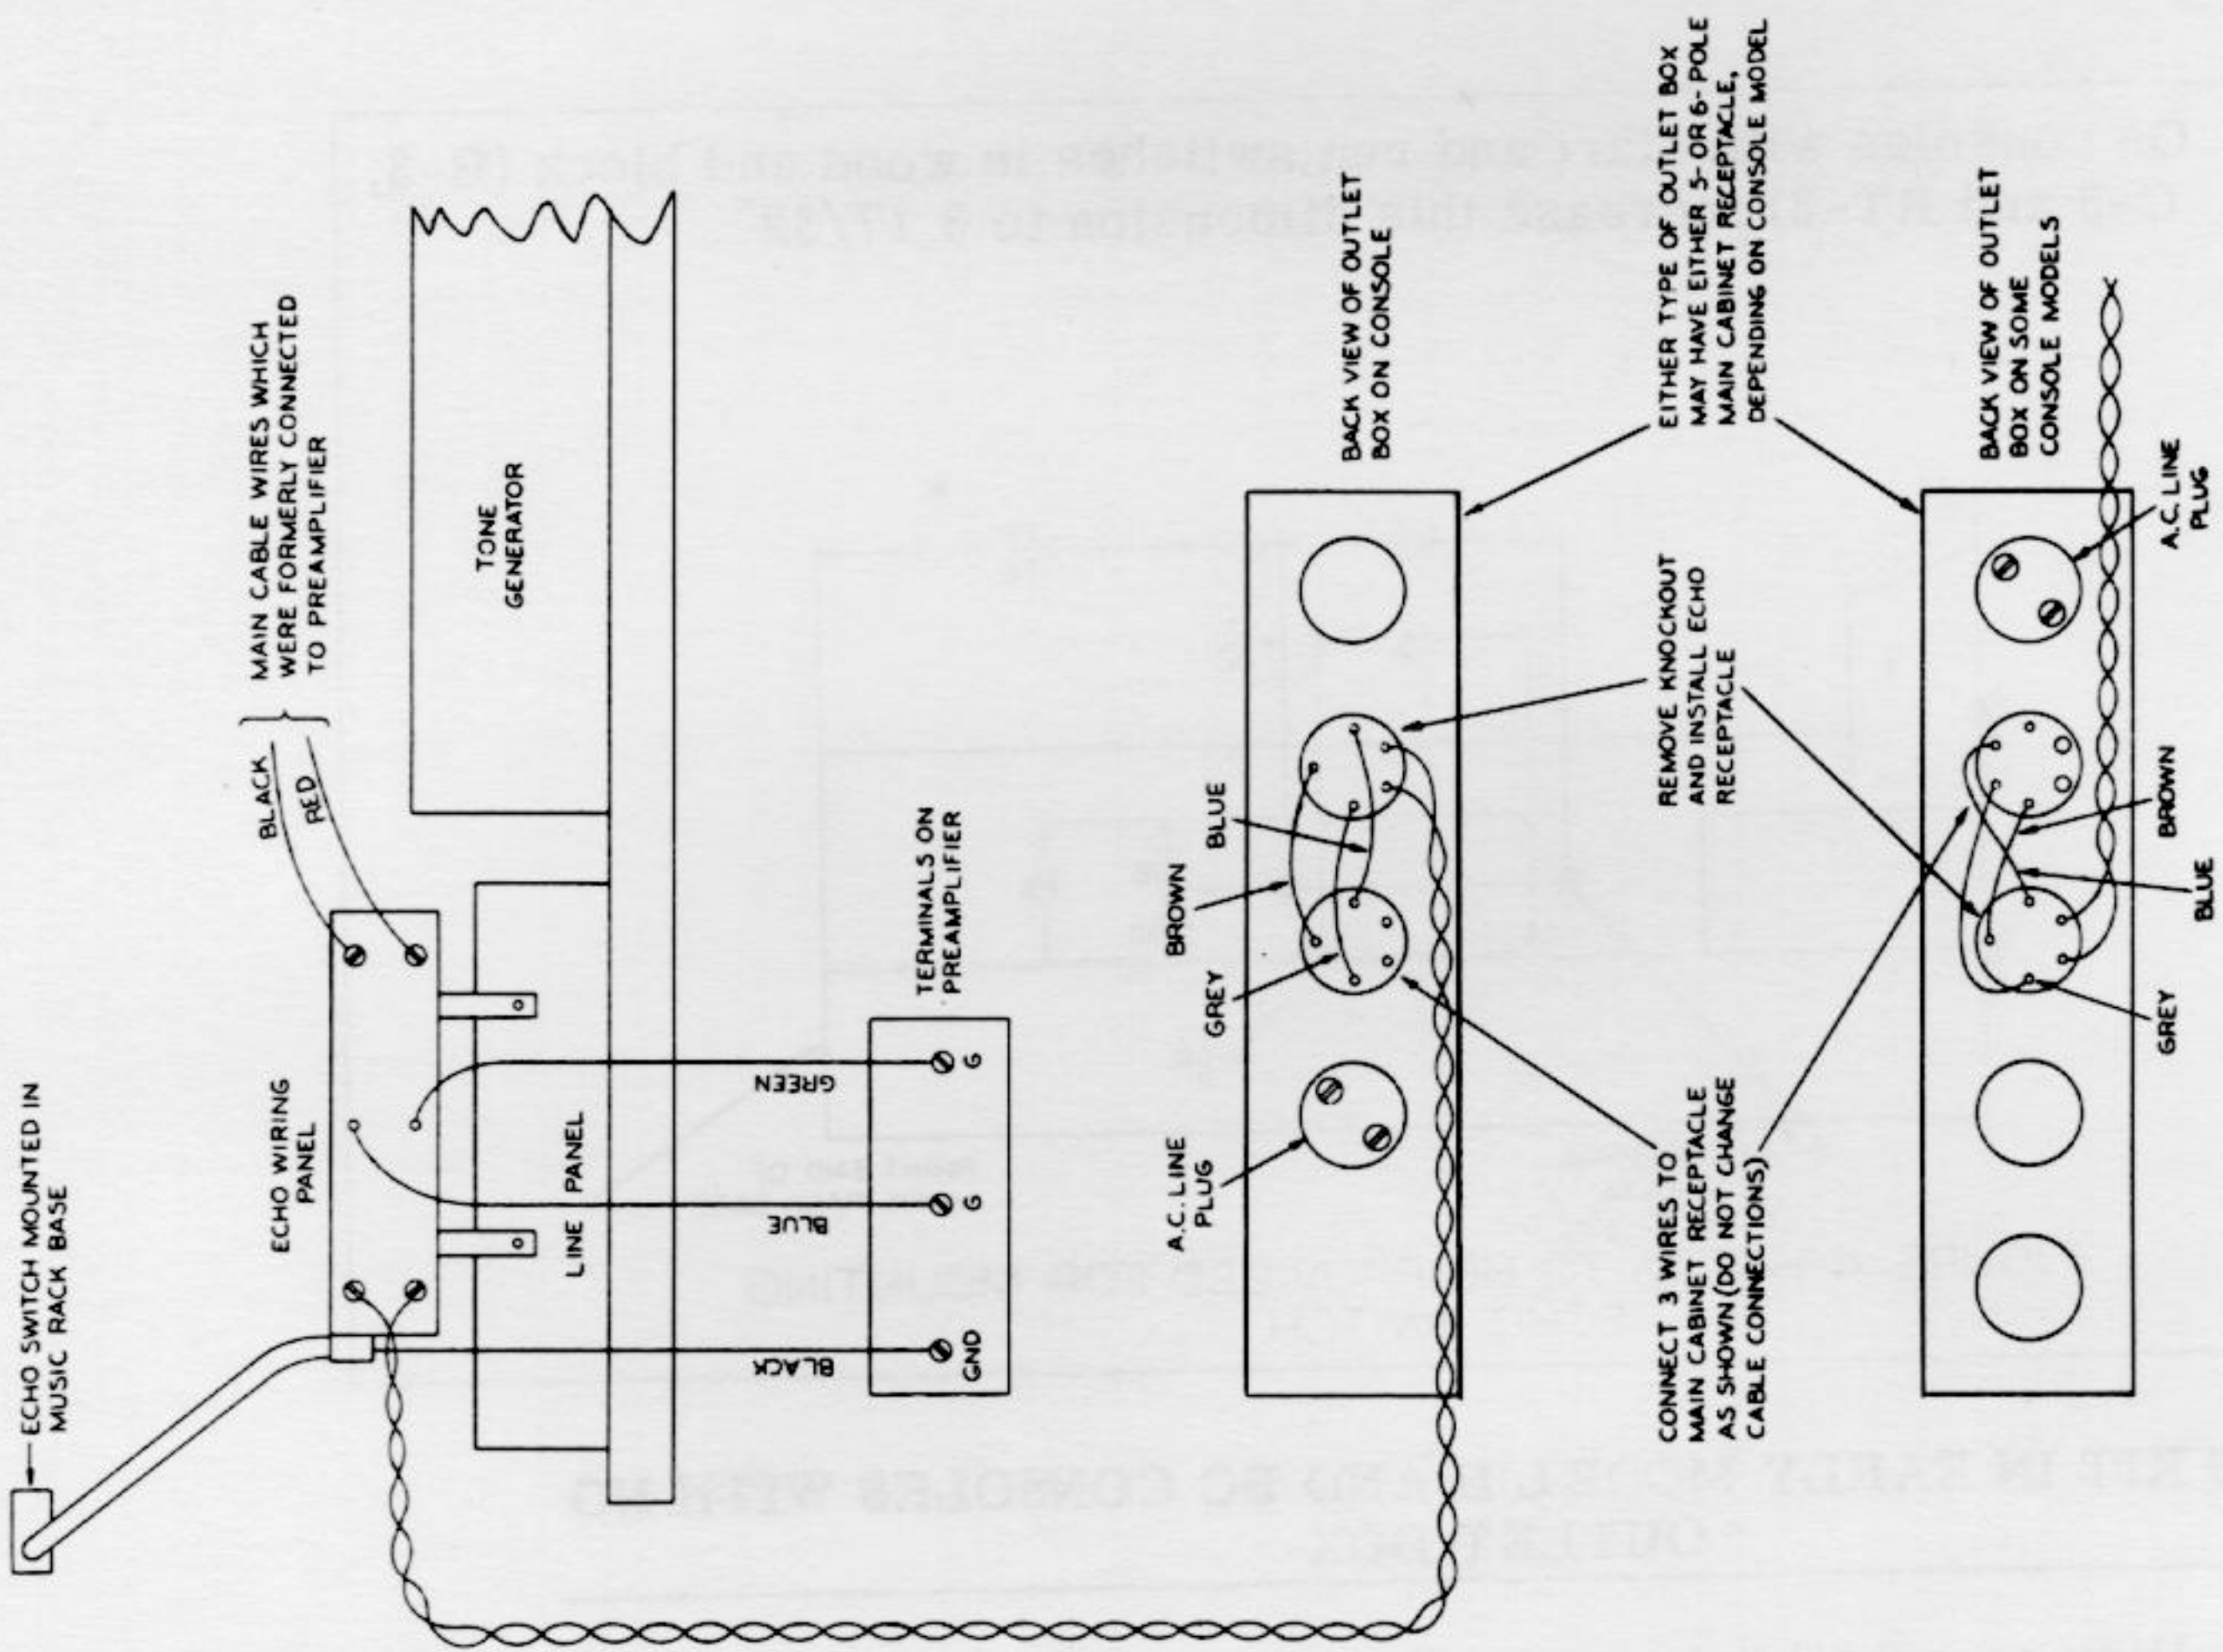 ECHO SWITCH MOUNTED IN
MUSIC RACK BASE
ECHO WIRING
PANEL
BLACK
RED
MAIN CABLE WIRES WHICH
WERE FORMERLY CONNECTED
TO PREAMPLIFIER
TONE
GENERATOR
LINE PANEL
BLACK
BLUE
GREEN
TERMINALS ON
PREAMPLIFIER
GND
G
G
A.C. LINE
PLUG
GREY
BROWN
BLUE
BACK VIEW OF OUTLET
BOX ON CONSOLE
CONNECT 3 WIRES TO
MAIN CABINET RECEPTACLE
AS SHOWN (DO NOT CHANGE
CABLE CONNECTIONS)
REMOVE KNOCKOUT
AND INSTALL ECHO
RECEPTACLE
EITHER TYPE OF OUTLET BOX
MAY HAVE EITHER 5- OR 6- POLE
MAIN CABINET RECEPTACLE,
DEPENDING ON CONSOLE MODEL
BACK VIEW OF OUTLET
BOX ON SOME
CONSOLE MODELS
GREY
BLUE
BROWN
A.C. LINE
PLUG